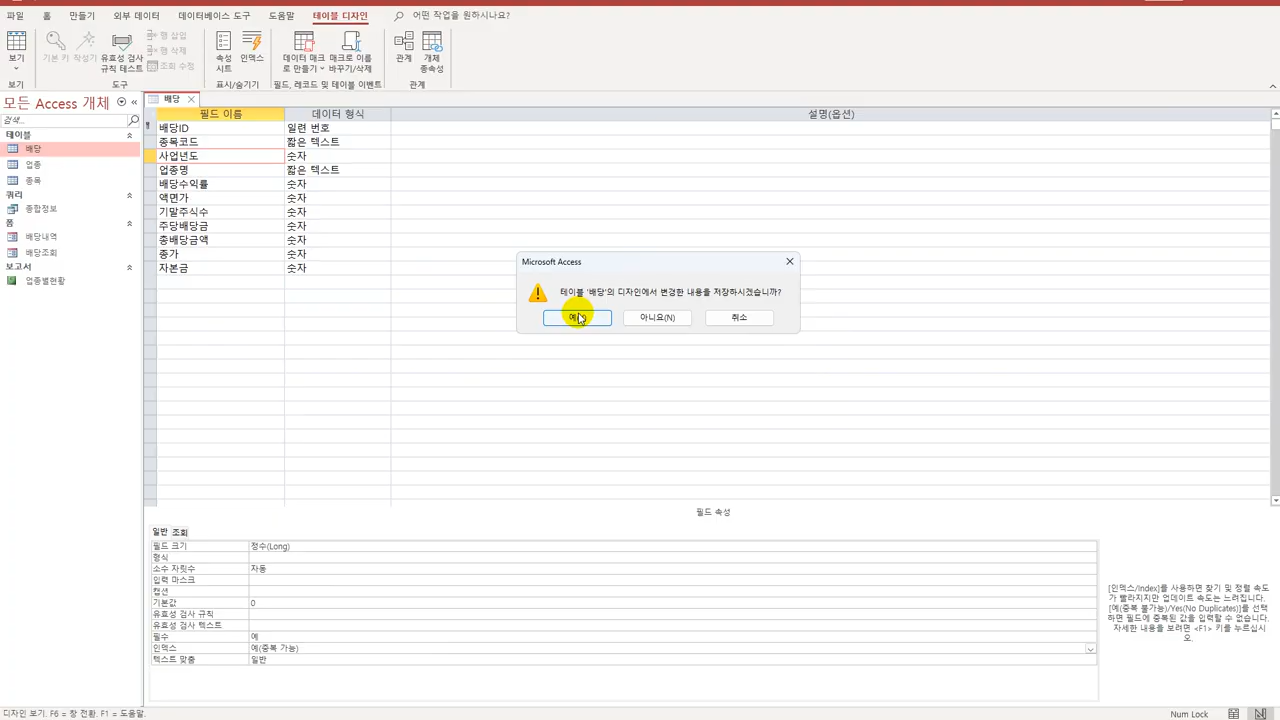 파일 홈 만들기 외부 데이터 데이터베이스 도구 도움말 테이블 디자인 어떤 작업을 원하시나요?
보기 기본 키 작성기 유효성 검사 규칙 테스트 행 삽입 행 삭제 조회 수정 속성 시트 인덱스 데이터 매크로 만들기 매크로 이름 바꾸기/삭제 관계 개체 종속성
보기 도구 표시/숨기기 필드, 레코드 및 테이블 이벤트 관계
모든 Access 개체
검색...
테이블
배당
업종
종목
쿼리
종합정보
폼
배당내역
배당조회
보고서
업종별현황
배당
필드 이름 데이터 형식 설명(옵션)
배당ID 일련 번호
종목코드 짧은 텍스트
사업년도 숫자
업종명 짧은 텍스트
배당수익률 숫자
액면가 숫자
기말주식수 숫자
주당배당금 숫자
총배당금액 숫자
종가 숫자
자본금 숫자
Microsoft Access
테이블 '배당'의 디자인에서 변경한 내용을 저장하시겠습니까?
아니요(N) 취소
필드 속성
일반 조회
필드 크기 정수(Long)
형식
소수 자릿수 자동
입력 마스크
캡션
기본값 0
유효성 검사 규칙
유효성 검사 텍스트
필수 예
인덱스 예(중복 가능)
텍스트 맞춤 일반
[인덱스/Index]를 사용하면 찾기 및 정렬 속도
가 빨라지지만 업데이트 속도는 느려집니다.
[예(중복 불가능)/Yes(No Duplicates)]를 선택
하면 필드에 중복된 값을 입력할 수 없습니다.
자세한 내용을 보려면 <F1> 키를 누르십시
오.
디자인 보기. F6 = 창 전환. F1 = 도움말. Num Lock